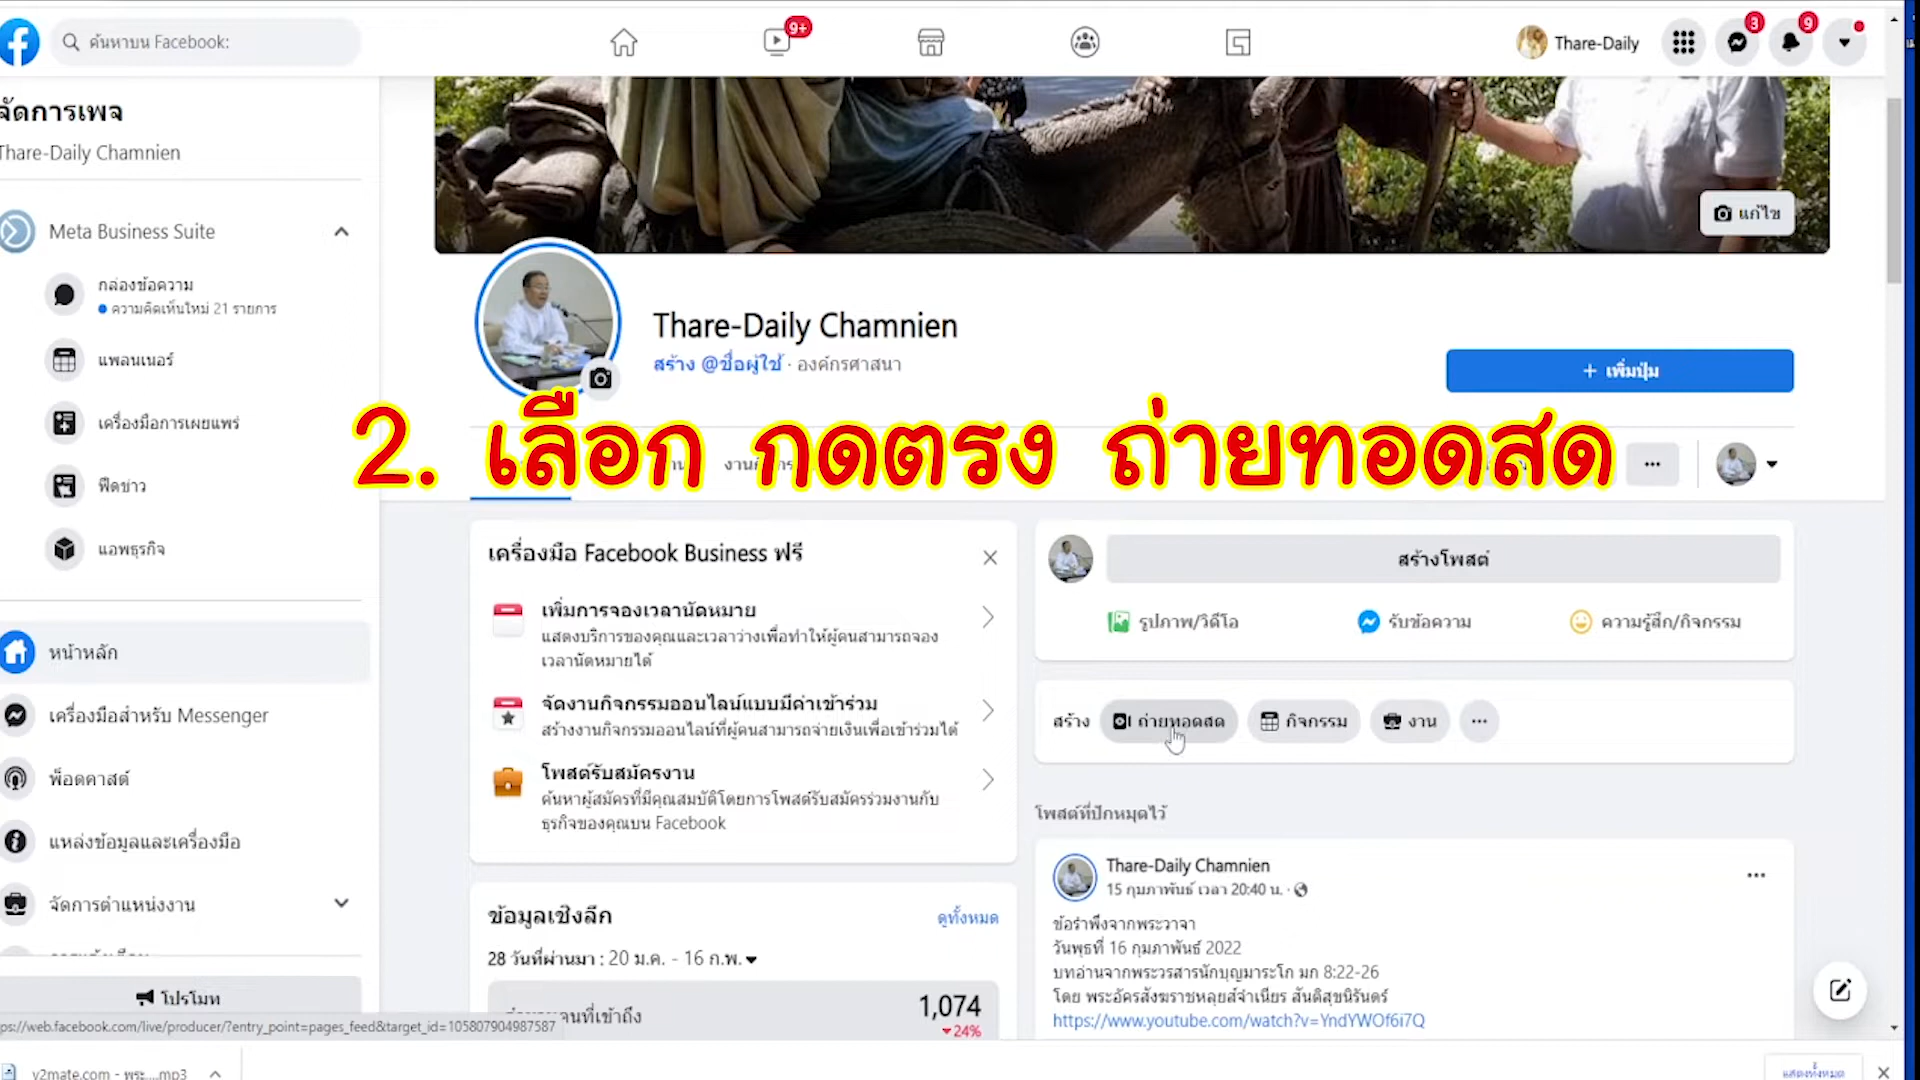 ค้นหาบน Facebook:
9+
Thare-Daily
3
9
จัดการเพจ
Thare-Daily Chamnien
Meta Business Suite
กล่องข้อความ
ความคิดเห็นใหม่ 21 รายการ
แพลนเนอร์
เครื่องมือการเผยแพร่
ฟีดข่าว
แอพธุรกิจ
หน้าหลัก
เครื่องมือสำหรับ Messenger
พ็อดคาสต์
แหล่งข้อมูลและเครื่องมือ
จัดการตำแหน่งงาน
โปรโมท
แก้ไข
Thare-Daily Chamnien
สร้าง @ชื่อผู้ใช้ · องค์กรศาสนา
+ เพิ่มปุ่ม
2. เลือก กดตรง ถ่ายทอดสด
เครื่องมือ Facebook Business ฟรี
เพิ่มการจองเวลานัดหมาย
แสดงบริการของคุณและเวลาว่างเพื่อทำให้ผู้คนสามารถจอง
เวลานัดหมายได้
จัดงานกิจกรรมออนไลน์แบบมีค่าเข้าร่วม
สร้างงานกิจกรรมออนไลน์ที่ผู้คนสามารถจ่ายเงินเพื่อเข้าร่วมได้
โพสต์รับสมัครงาน
ค้นหาผู้สมัครที่มีคุณสมบัติโดยการโพสต์รับสมัครร่วมงานกับ
ธุรกิจของคุณบน Facebook
ข้อมูลเชิงลึก
ดูทั้งหมด
28 วันที่ผ่านมา : 20 ม.ค. - 16 ก.พ.
คนที่เข้าถึง
1,074
24%
สร้างโพสต์
รูปภาพ/วิดีโอ
รับข้อความ
ความรู้สึก/กิจกรรม
สร้าง
ถ่ายทอดสด
กิจกรรม
งาน
โพสต์ที่ปักหมุดไว้
Thare-Daily Chamnien
15 กุมภาพันธ์ เวลา 20:40 น. ·
ข้อรำพึงจากพระวาจา
วันพุธที่ 16 กุมภาพันธ์ 2022
บทอ่านจากพระวรสารนักบุญมาระโก มก 8:22-26
โดย พระอัครสังฆราชหลุยส์จำเนียร สันติสุขนิรันดร์
https://www.youtube.com/watch?v=YndYWOf6i7Q
ps://web.facebook.com/live/producer/?entry_point=pages_feed&target_id=105807904987587
y2mate.com - พระ....mp3
แสดงทั้งหมด